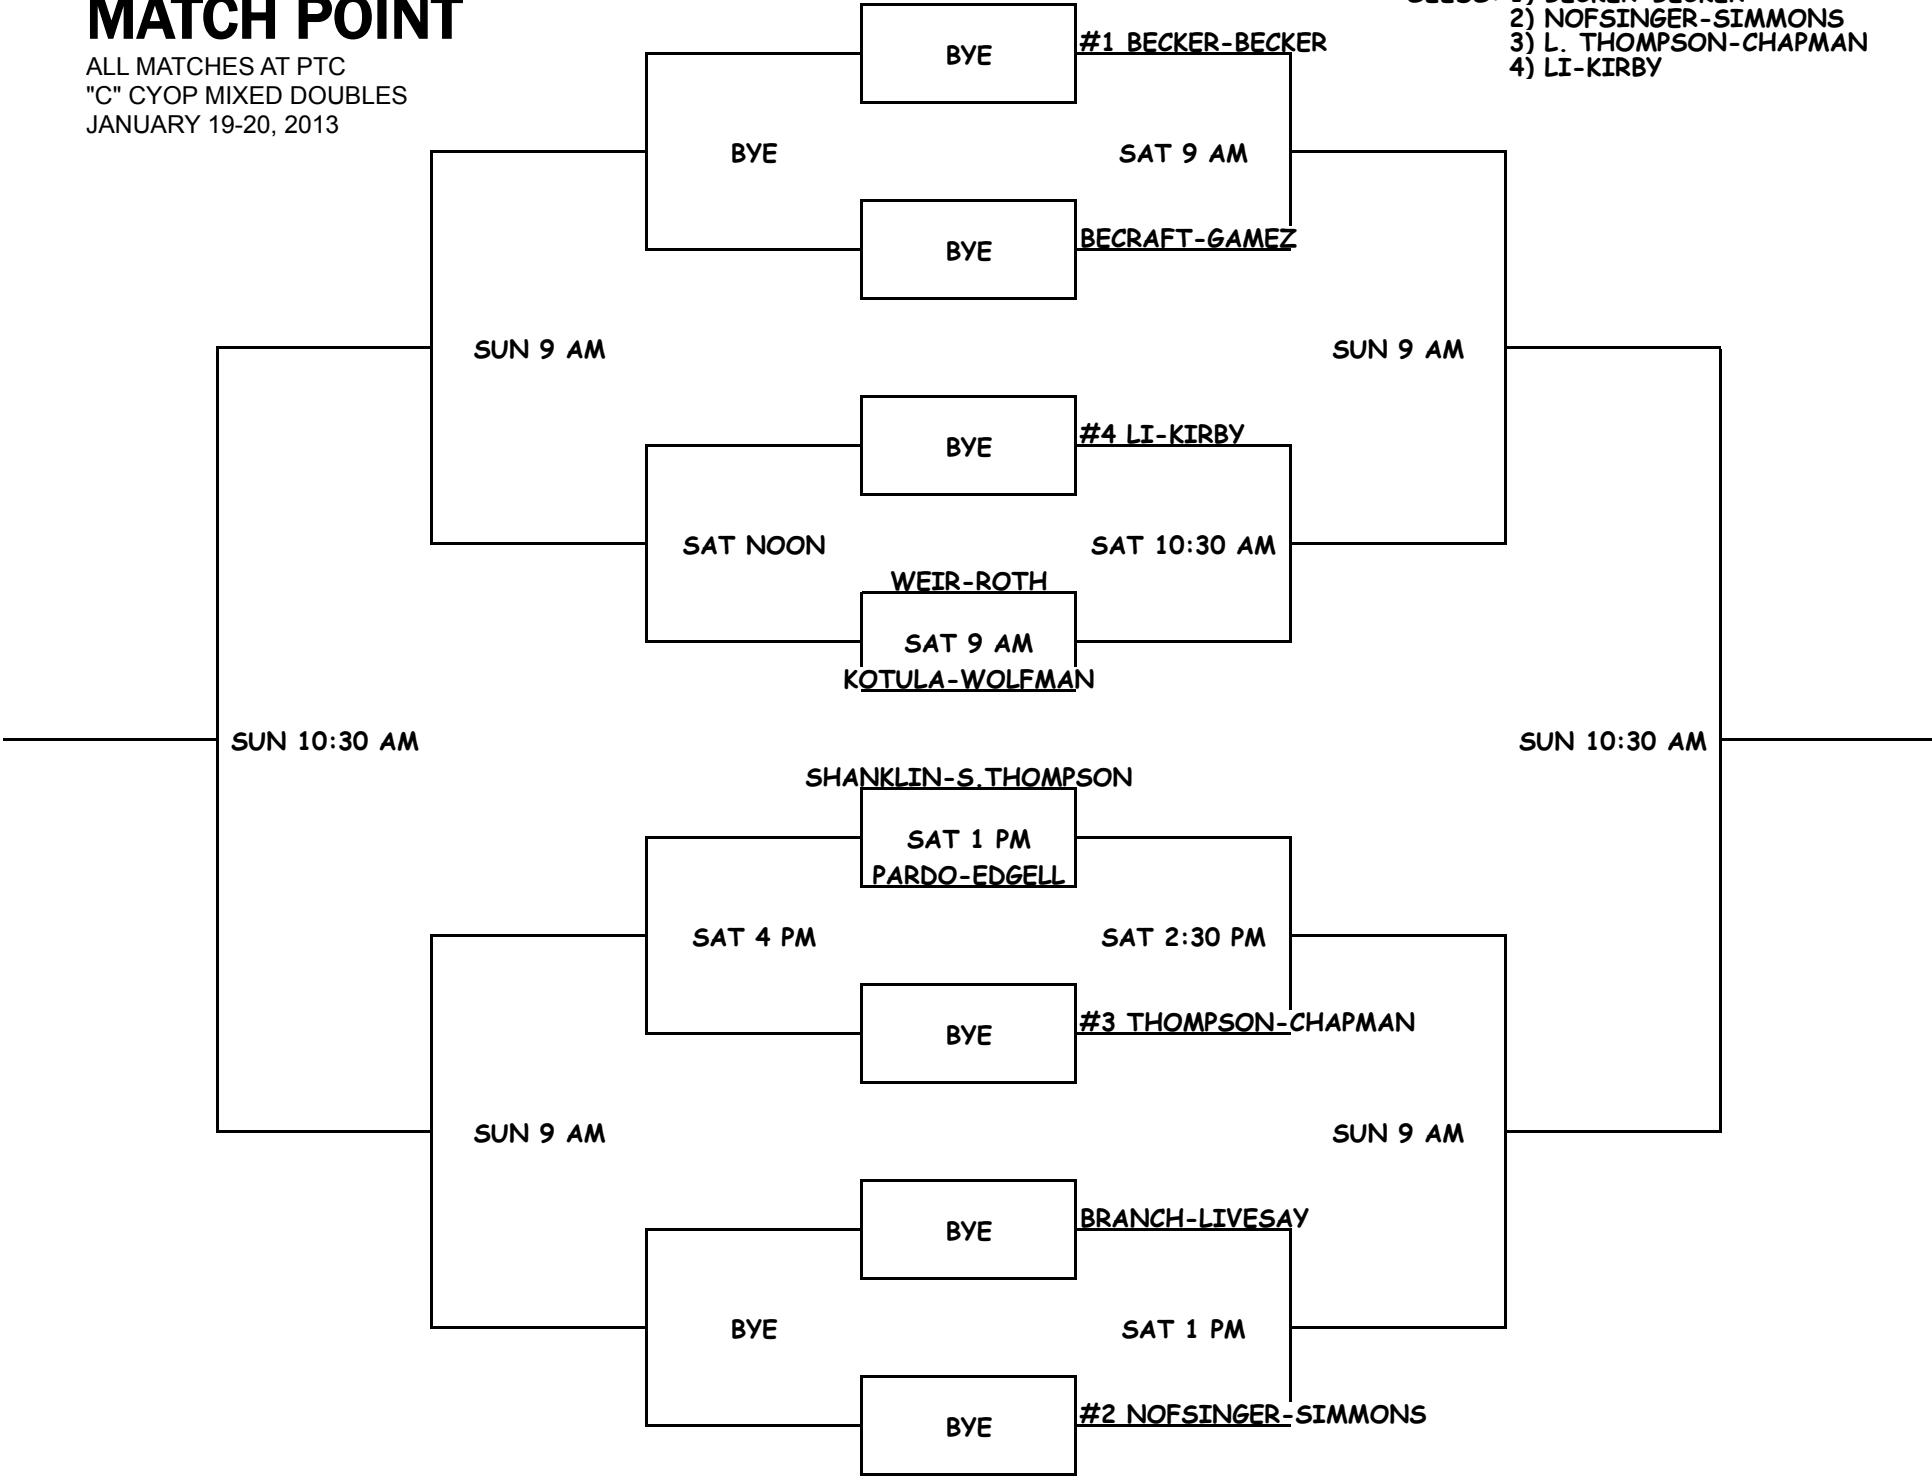 MATCH POINT
ALL MATCHES AT PTC
"C" CYOP MIXED DOUBLES
JANUARY 19-20, 2013
2) NOFSINGER-SIMMONS
3) L. THOMPSON-CHAPMAN
4) LI-KIRBY
BYE
#1 BECKER-BECKER
BYE
SAT 9 AM
BYE
BECRAFT-GAMEZ
SUN 9 AM
SUN 9 AM
BYE
#4 LI-KIRBY
SAT NOON
SAT 10:30 AM
WEIR-ROTH
SAT 9 AM
KOTULA-WOLFMAN
SUN 10:30 AM
SUN 10:30 AM
SHANKLIN-S.THOMPSON
SAT 1 PM
PARDO-EDGELL
SAT 4 PM
SAT 2:30 PM
BYE
#3 THOMPSON-CHAPMAN
SUN 9 AM
SUN 9 AM
BYE
BRANCH-LIVESAY
BYE
SAT 1 PM
BYE
#2 NOFSINGER-SIMMONS